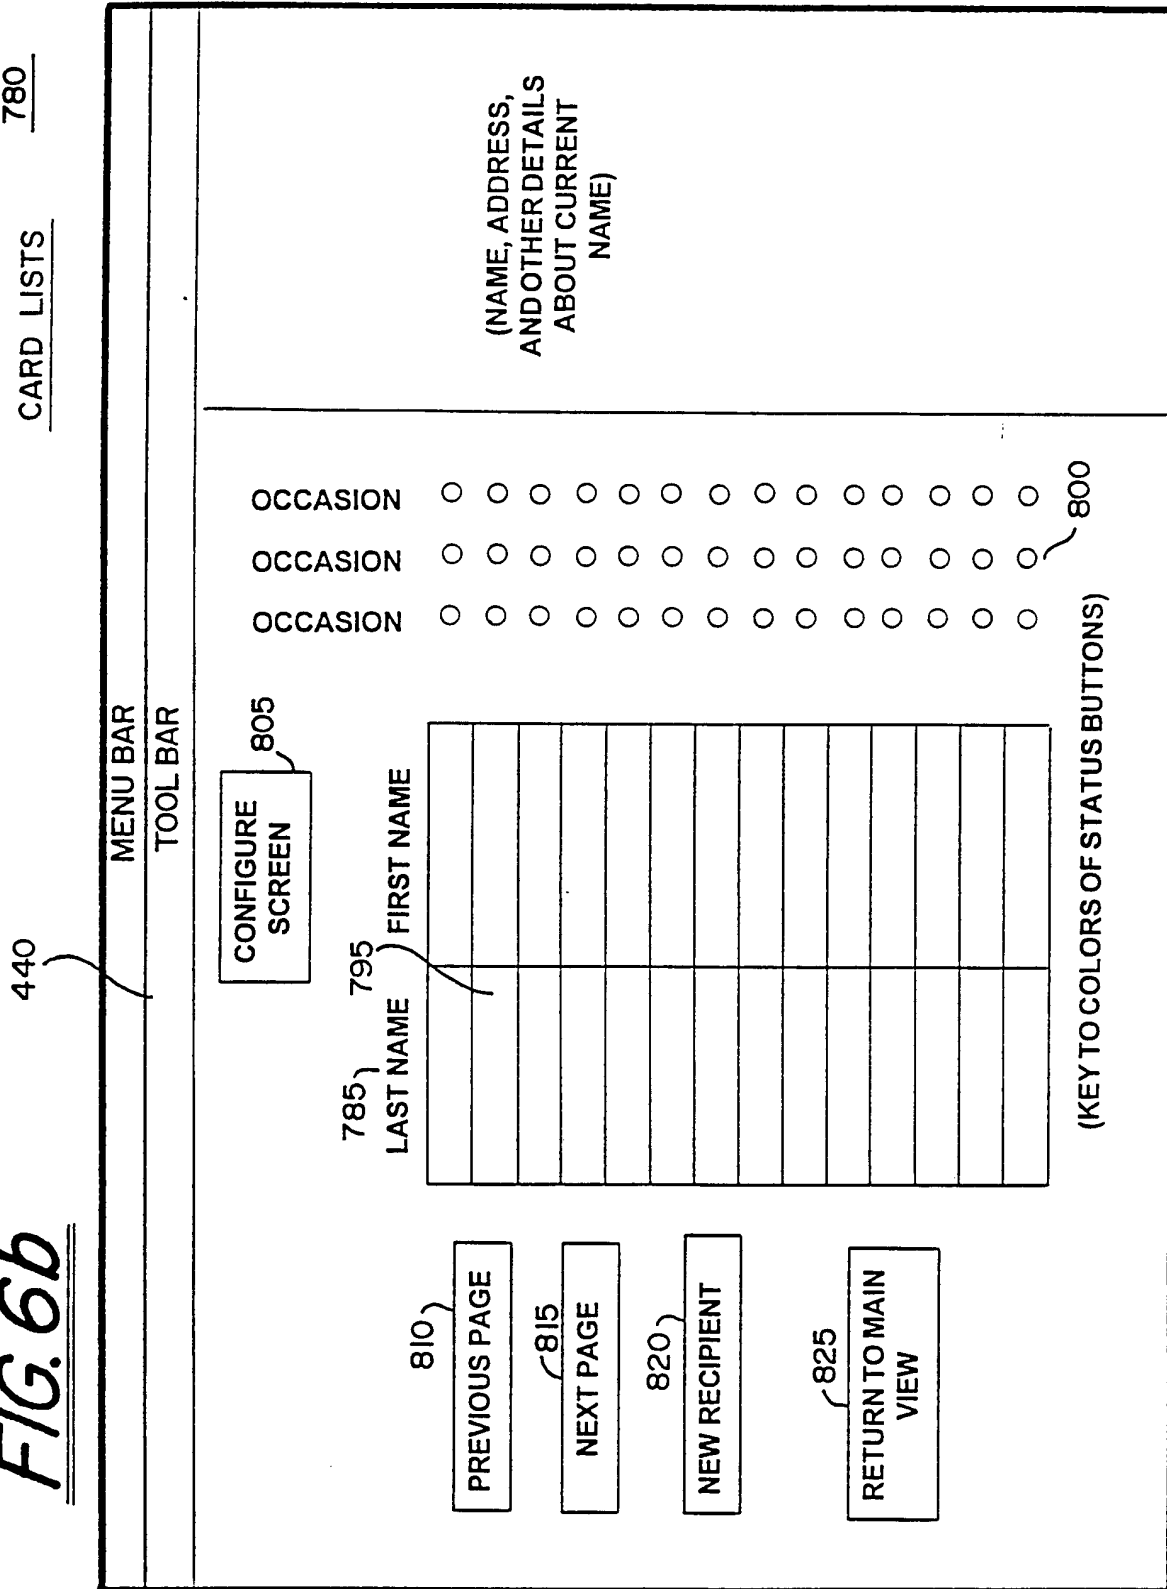 FIG. 6b
CARD LISTS
780
440
MENU BAR
TOOL BAR
CONFIGURE
SCREEN
805
OCCASION
OCCASION
OCCASION
785
LAST NAME
795
FIRST NAME
810
PREVIOUS PAGE
815
NEXT PAGE
820
NEW RECIPIENT
825
RETURN TO MAIN
VIEW
(NAME, ADDRESS,
AND OTHER DETAILS
ABOUT CURRENT
NAME)
800
(KEY TO COLORS OF STATUS BUTTONS)